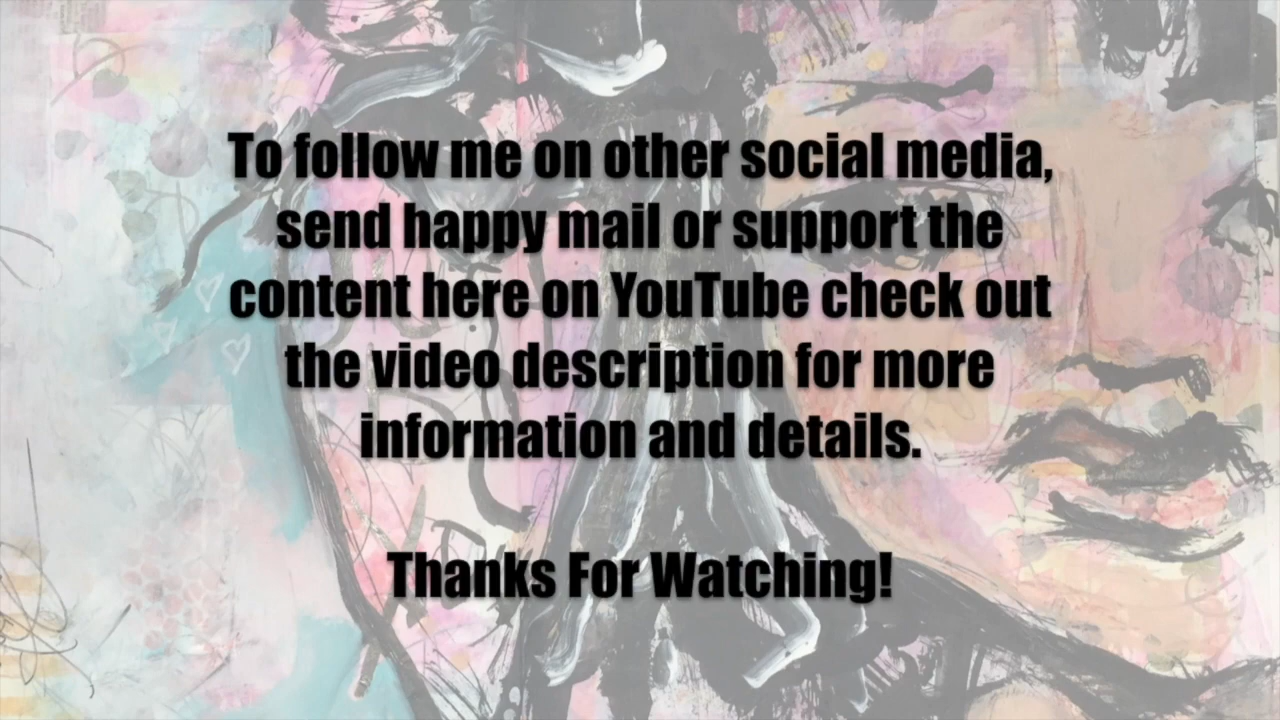 To follow me on other social media,
send happy mail or support the
content here on YouTube check out
the video description for more
information and details.
Thanks For Watching!